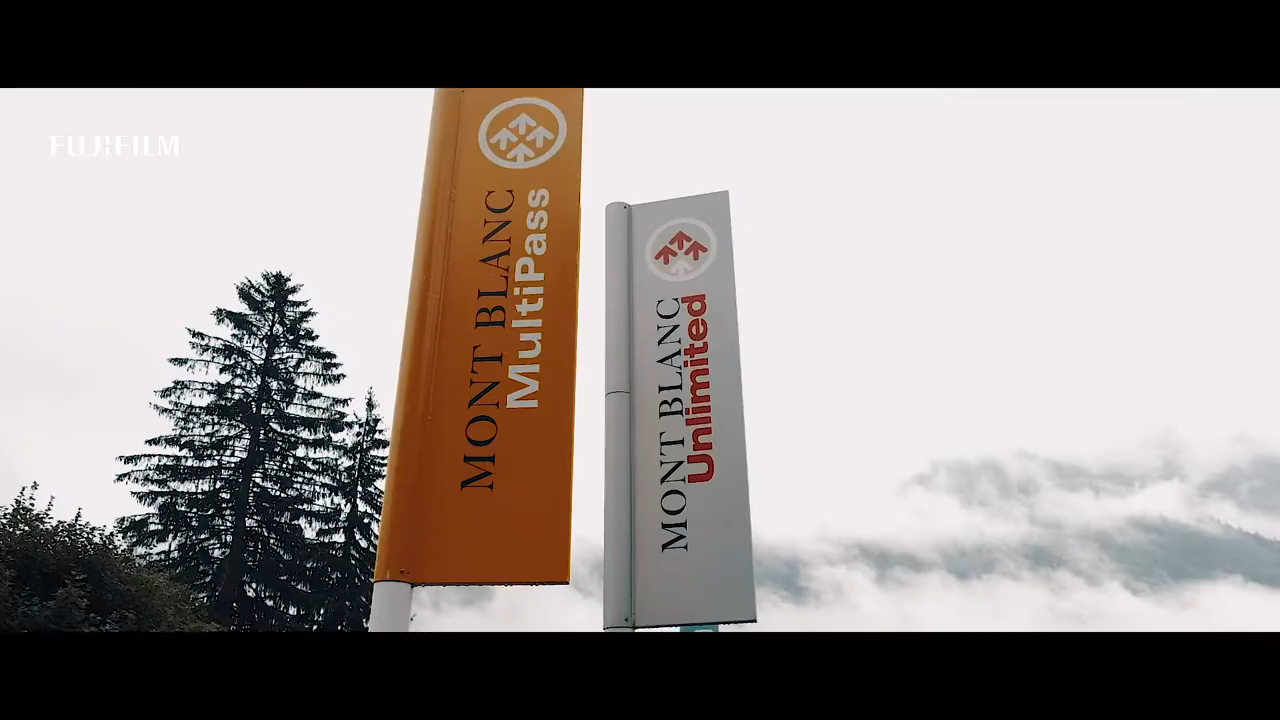 FUJIFILM
MONT BLANC
MultiPass
MONT BLANC
Unlimited